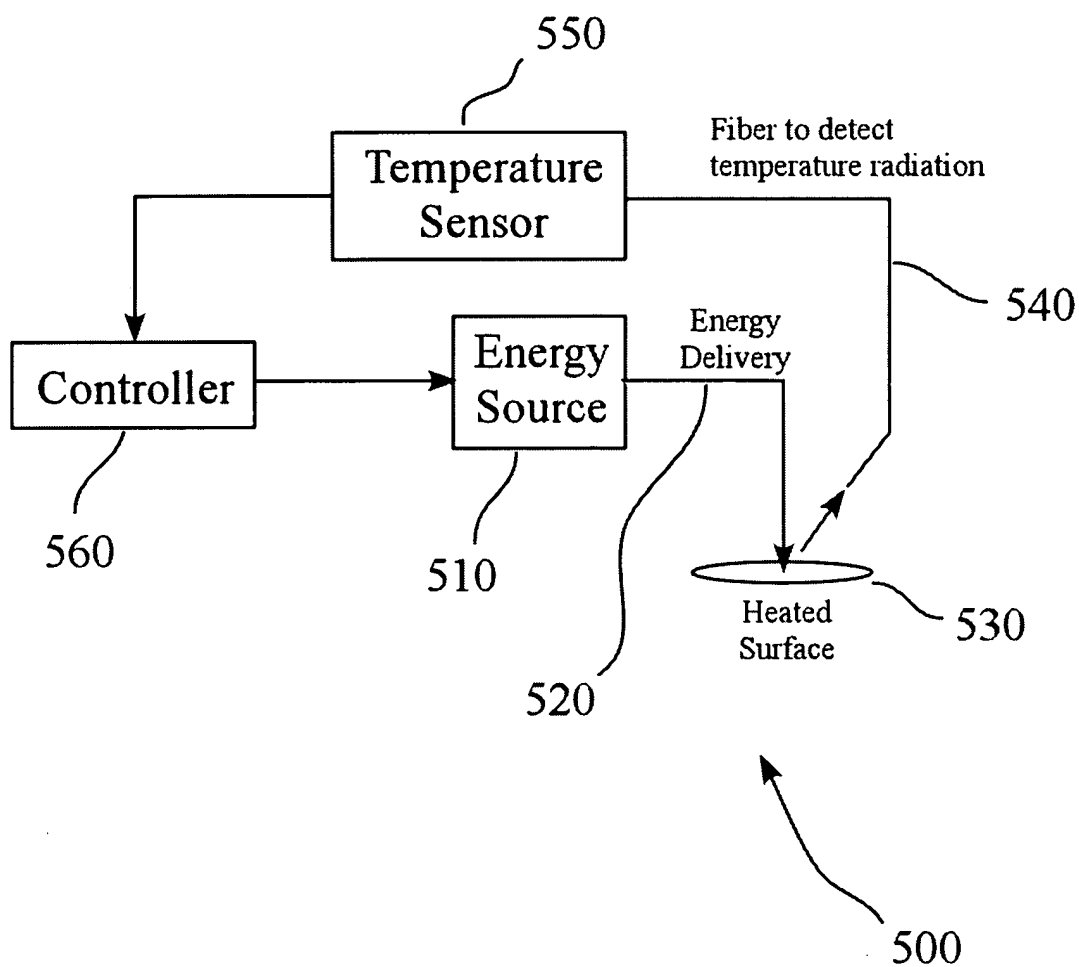 550
Fiber to detect
temperature radiation
Temperature
Sensor
540
Energy
Delivery
Controller
Energy
Source
560
510
530
Heated
Surface
520
500